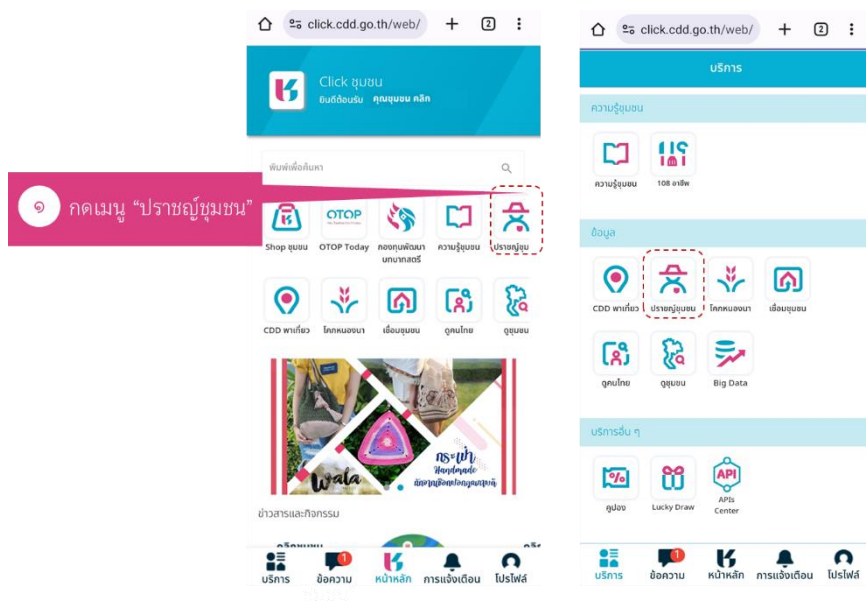 click.cdd.go.th/web/
2
Click ชุมชน
ยินดีต้อนรับ คุณชุมชน คลิก
พิมพ์เพื่อค้นหา
๑ กดเมนู “ปราชญ์ชุมชน”
OTOP
Shop ชุมชน
OTOP Today
กองทุนพัฒนา
บทบาทสตรี
ความรู้ชุมชน
ปราชญ์ชุม
CDD พาเที่ยว
โคกหนองนา
เชื่อมชุมชน
ดูคนไทย
ดูชุมชน
Wala
กระเป๋า
Handmade
ข่าวสารและกิจกรรม
1
บริการ
ข้อความ
หน้าหลัก
การแจ้งเตือน
โปรไฟล์
click.cdd.go.th/web/
2
บริการ
ความรู้ชุมชน
ความรู้ชุมชน
108 อาชีพ
ข้อมูล
CDD พาเที่ยว
ปราชญ์ชุมชน
โคกหนองนา
เชื่อมชุมชน
ดูคนไทย
ดูชุมชน
Big Data
บริการอื่น ๆ
API
คูปอง
Lucky Draw
APIs
Center
1
บริการ
ข้อความ
หน้าหลัก
การแจ้งเตือน
โปรไฟล์